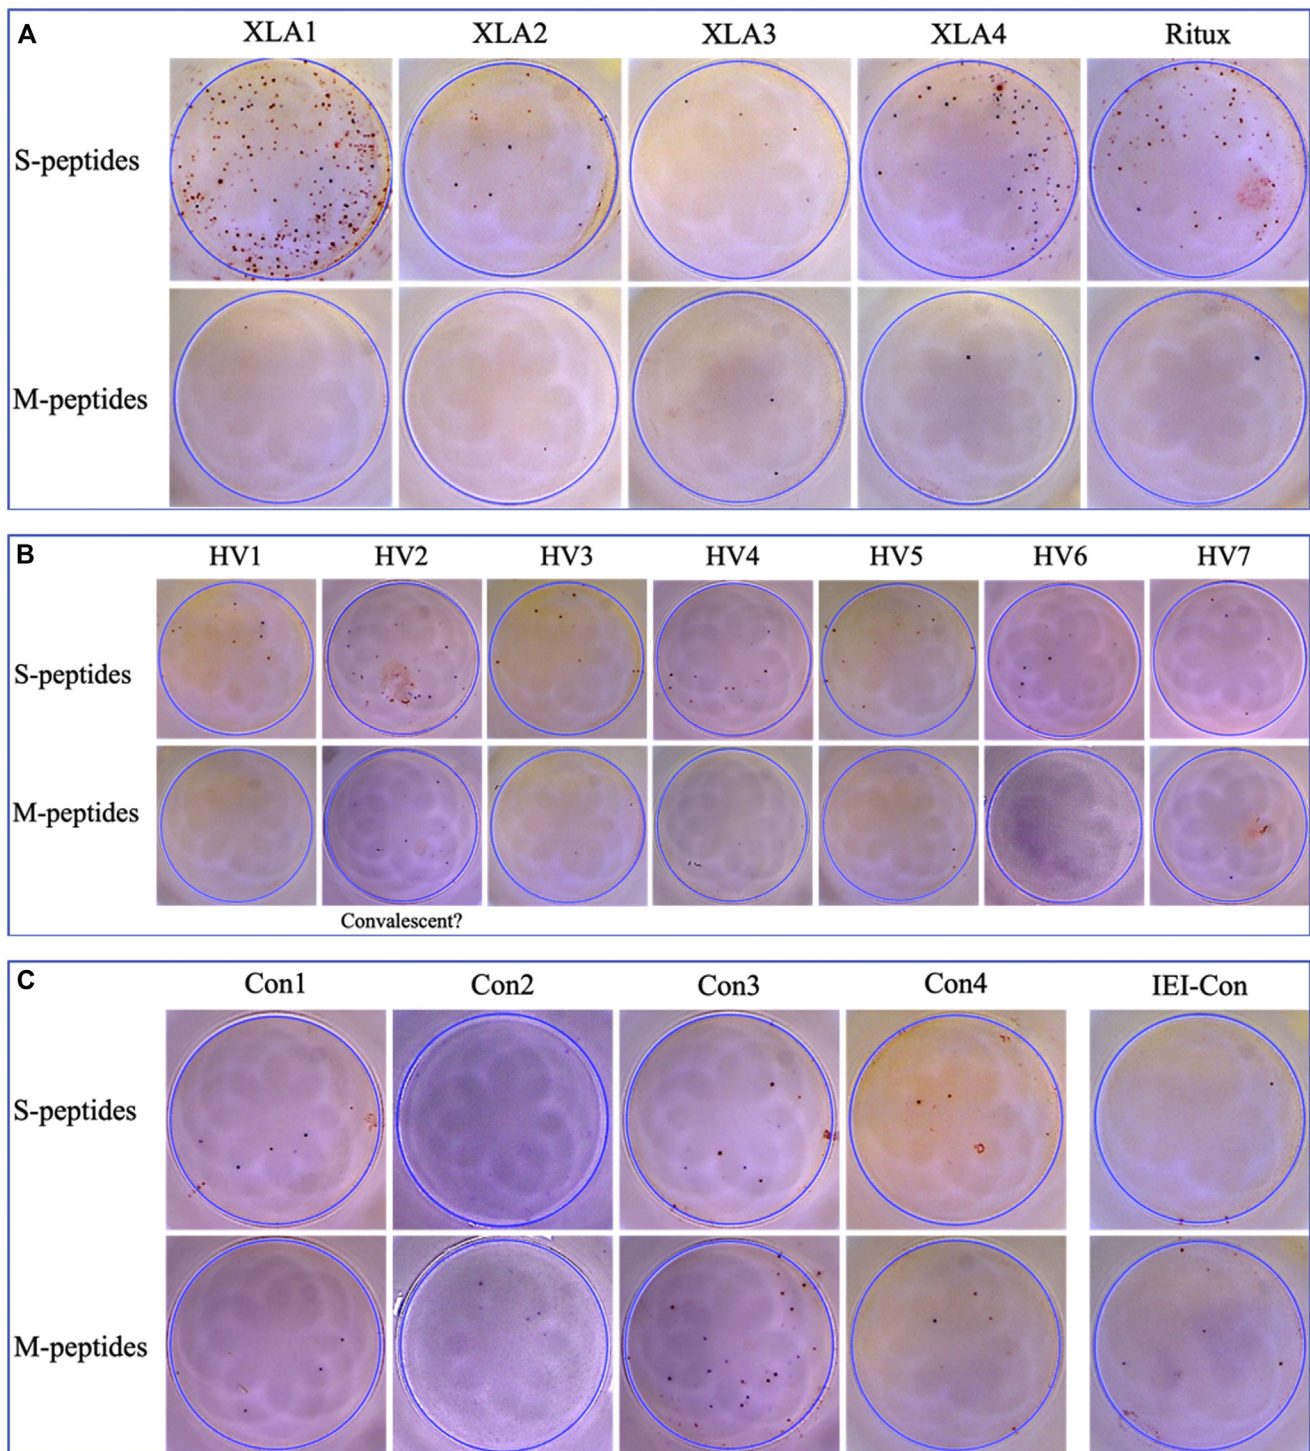 A
XLA1 XLA2 XLA3 XLA4 Ritux
S-peptides
M-peptides
B
HV1 HV2 HV3 HV4 HV5 HV6 HV7
S-peptides
M-peptides
Convalescent?
C
Con1 Con2 Con3 Con4 IEI-Con
S-peptides
M-peptides